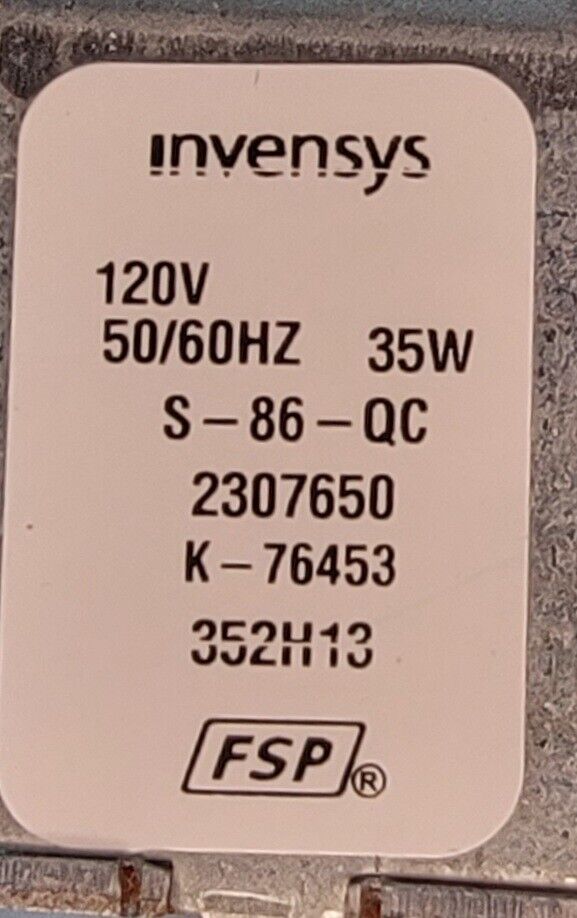 invensys
120V
50/60HZ 35W
S-86-QC
2307650
K-76453
352H13
FSP®